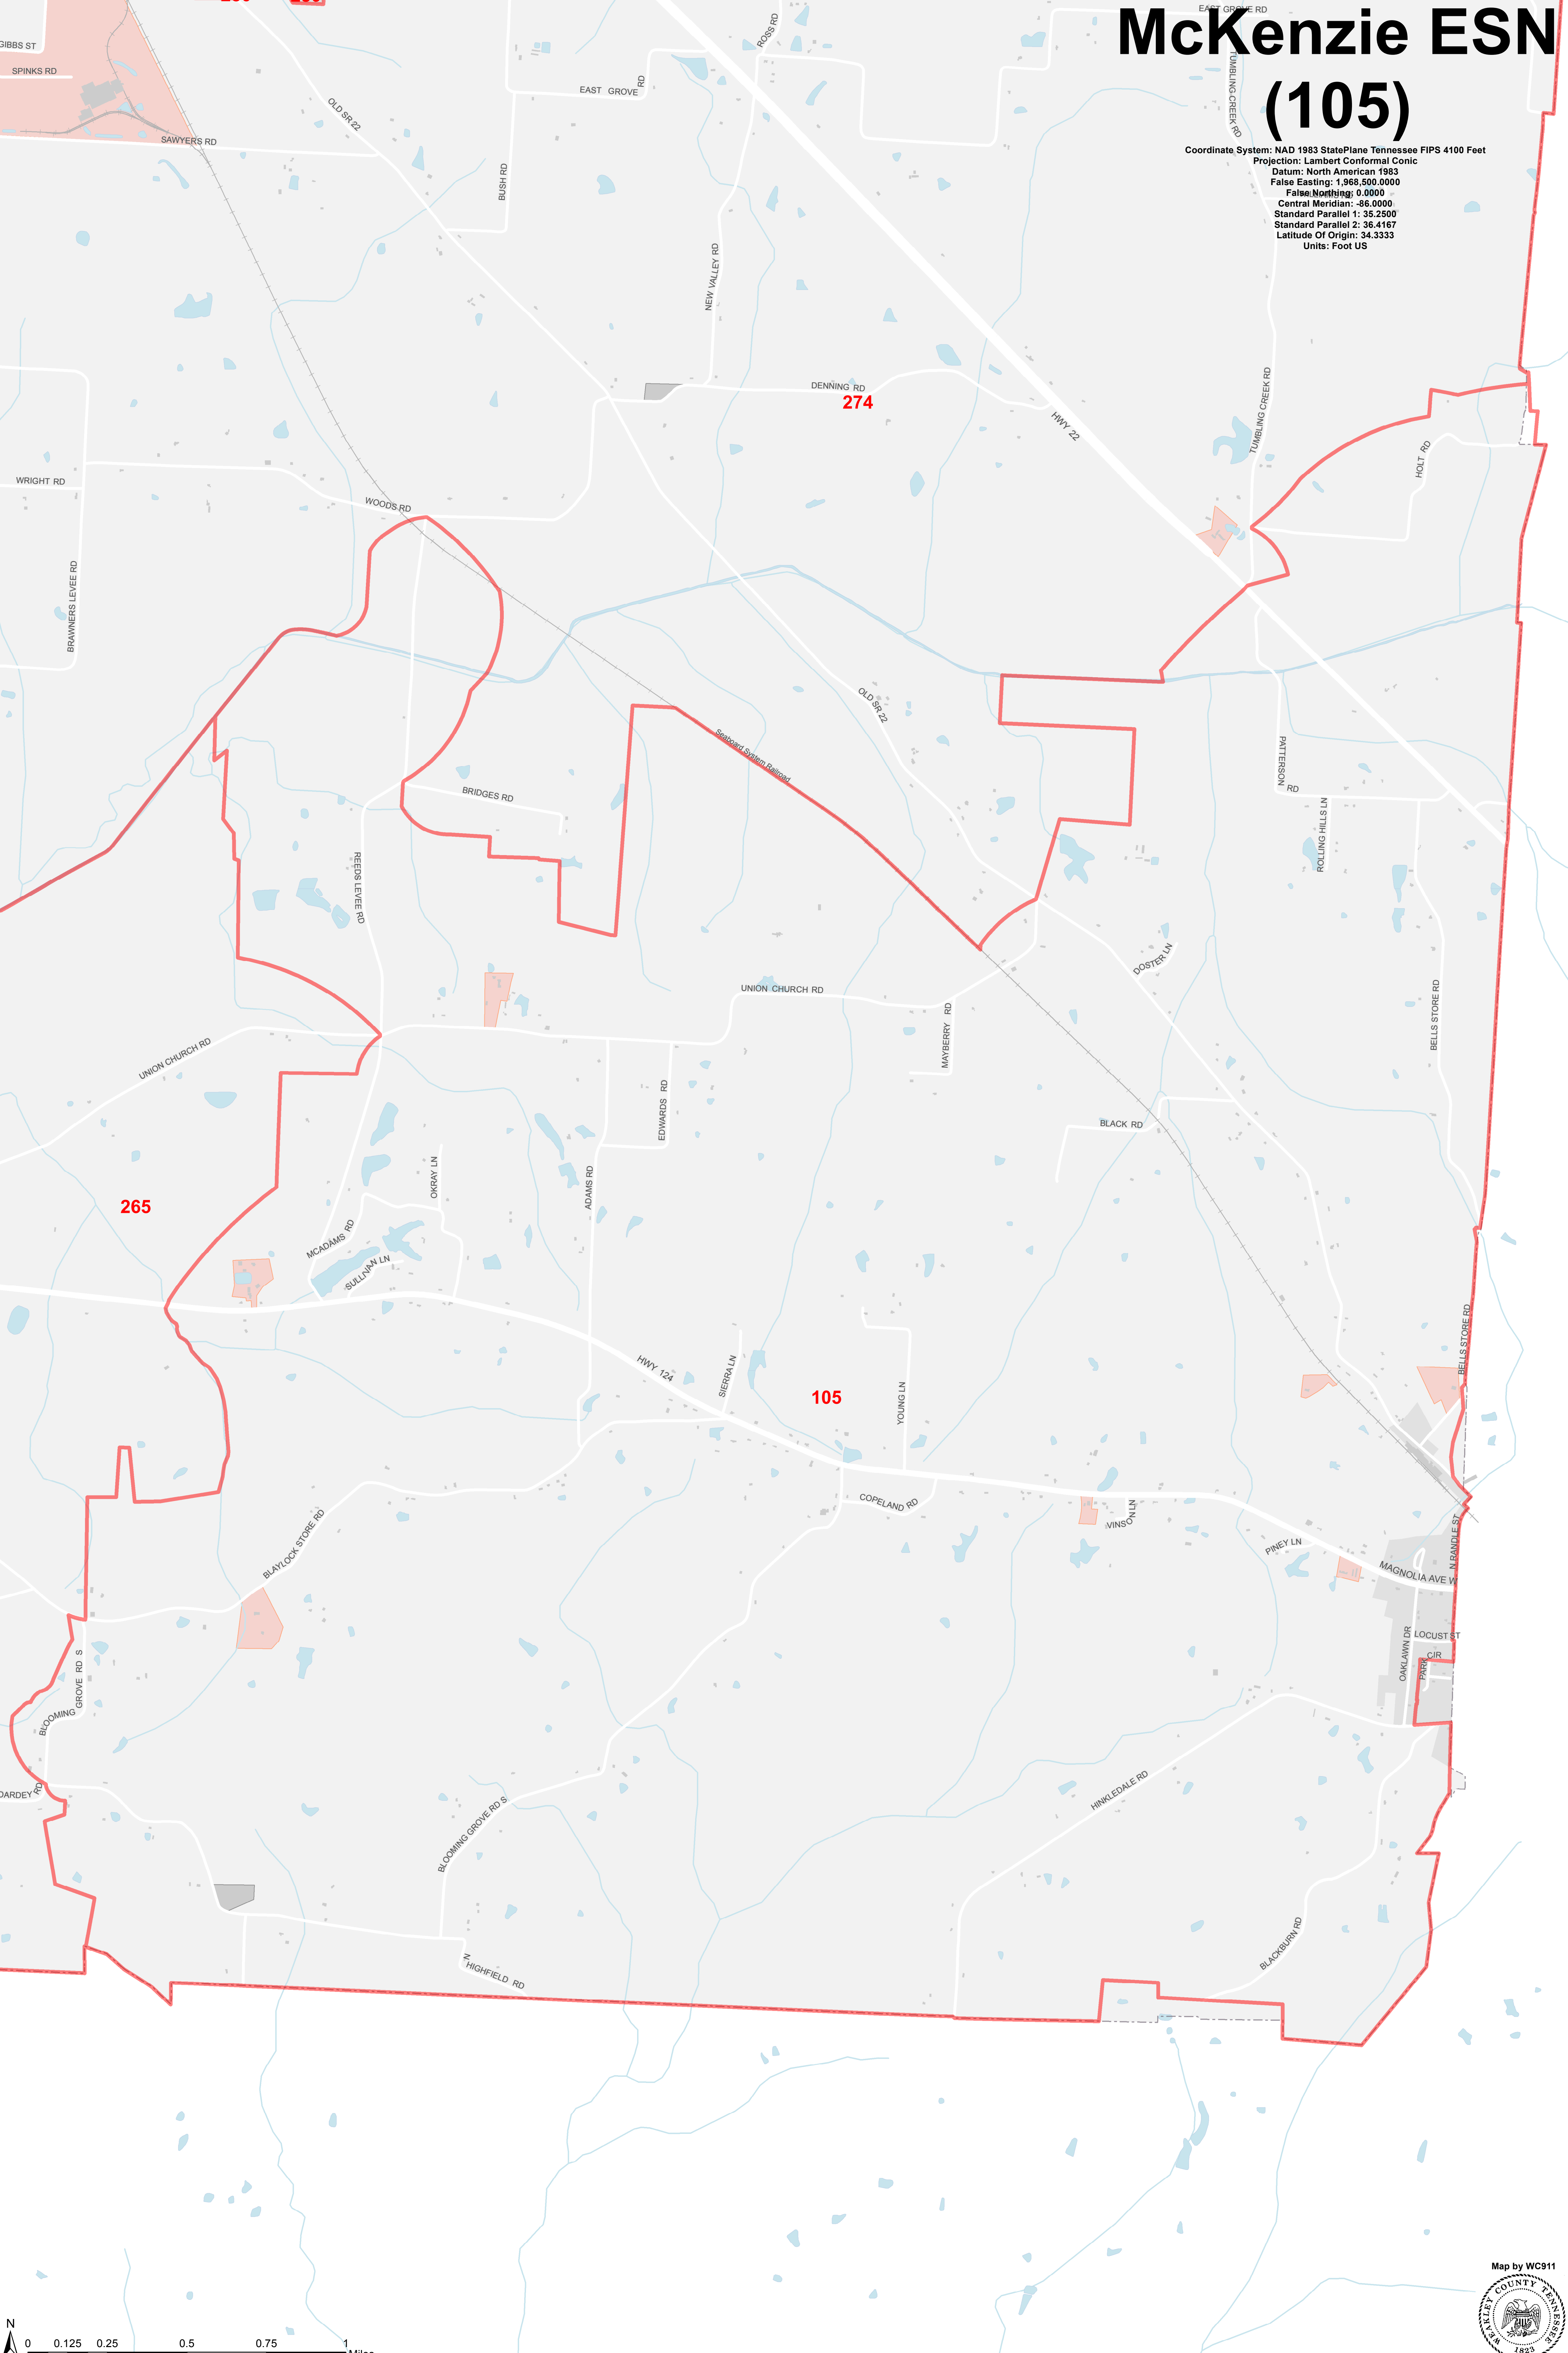 McKenzie ESN
(105)
Coordinate System: NAD 1983 StatePlane Tennessee FIPS 4100 Feet
Projection: Lambert Conformal Conic
Datum: North American 1983
False Easting: 1,968,500.0000
False Northing: 0.0000
Central Meridian: -86.0000
Standard Parallel 1: 35.2500
Standard Parallel 2: 36.4167
Latitude Of Origin: 34.3333
Units: Foot US
GIBBS ST
SPINKS RD
SAWYERS RD
OLD SR 22
EAST GROVE RD
ROSS RD
EAST GROVE RD
TUMBLING CREEK RD
BUSH RD
NEW VALLEY RD
DENNING RD
274
HWY 22
TUMBLING CREEK RD
HOLT RD
WRIGHT RD
WOODS RD
BRAWNERS LEVEE RD
OLD SR 22
Seaboard System Railroad
PATTERSON RD
BRIDGES RD
ROLLING HILLS LN
REEDS LEVEE RD
DOSTER LN
UNION CHURCH RD
BELLS STORE RD
UNION CHURCH RD
MAYBERRY RD
EDWARDS RD
BLACK RD
OKRAY LN
ADAMS RD
265
MCADAMS RD
SULLIVAN LN
BELLS STORE RD
HWY 124
SIERRA LN
105
YOUNG LN
COPELAND RD
VINSON LN
BLAYLOCK STORE RD
PINEY LN
N RANDLE ST
MAGNOLIA AVE W
LOCUST ST
OAKLAWN DR
PARK CIR
BLOOMING GROVE RD S
DARDEY RD
HINKLEDALE RD
BLOOMING GROVE RD S
BLACKBURN RD
N HIGHFIELD RD
Map by WC911
WEAKLEY COUNTY TENNESSEE
1823
N
0 0.125 0.25 0.5 0.75 1
Miles